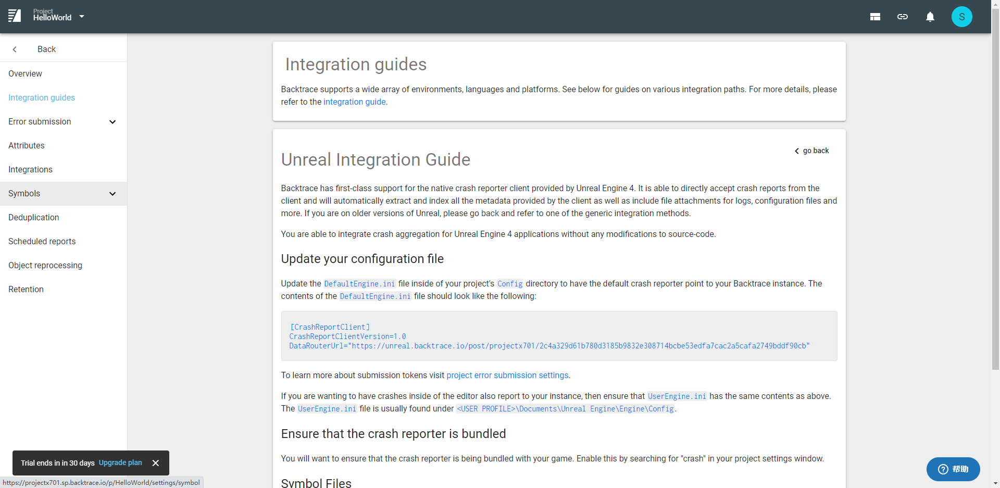 Project
HelloWorld
S
Back
Overview
Integration guides
Error submission
Attributes
Integrations
Symbols
Deduplication
Scheduled reports
Object reprocessing
Retention
Integration guides
Backtrace supports a wide array of environments, languages and platforms. See below for guides on various integration paths. For more details, please
refer to the integration guide.
go back
Unreal Integration Guide
Backtrace has first-class support for the native crash reporter client provided by Unreal Engine 4. It is able to directly accept crash reports from the
client and will automatically extract and index all the metadata provided by the client as well as include file attachments for logs, configuration files and
more. If you are on older versions of Unreal, please go back and refer to one of the generic integration methods.
You are able to integrate crash aggregation for Unreal Engine 4 applications without any modifications to source-code.
Update your configuration file
Update the DefaultEngine.ini file inside of your project's Config directory to have the default crash reporter point to your Backtrace instance. The
contents of the DefaultEngine.ini file should look like the following:
[CrashReportClient]
CrashReportClientVersion=1.0
DataRouterUrl="https://unreal.backtrace.io/post/projectx701/2c4a329d61b780d3185b9832e308714bcbe53edfa7cac2a5cafa2749bddf90cb"
To learn more about submission tokens visit project error submission settings.
If you are wanting to have crashes inside of the editor also report to your instance, then ensure that UserEngine.ini has the same contents as above.
The UserEngine.ini file is usually found under <USER PROFILE>\Documents\Unreal Engine\Engine\Config.
Ensure that the crash reporter is bundled
You will want to ensure that the crash reporter is being bundled with your game. Enable this by searching for "crash" in your project settings window.
Symbol Files
Trial ends in in 30 days Upgrade plan
https://projectx701.sp.backtrace.io/p/HelloWorld/settings/symbol
帮助